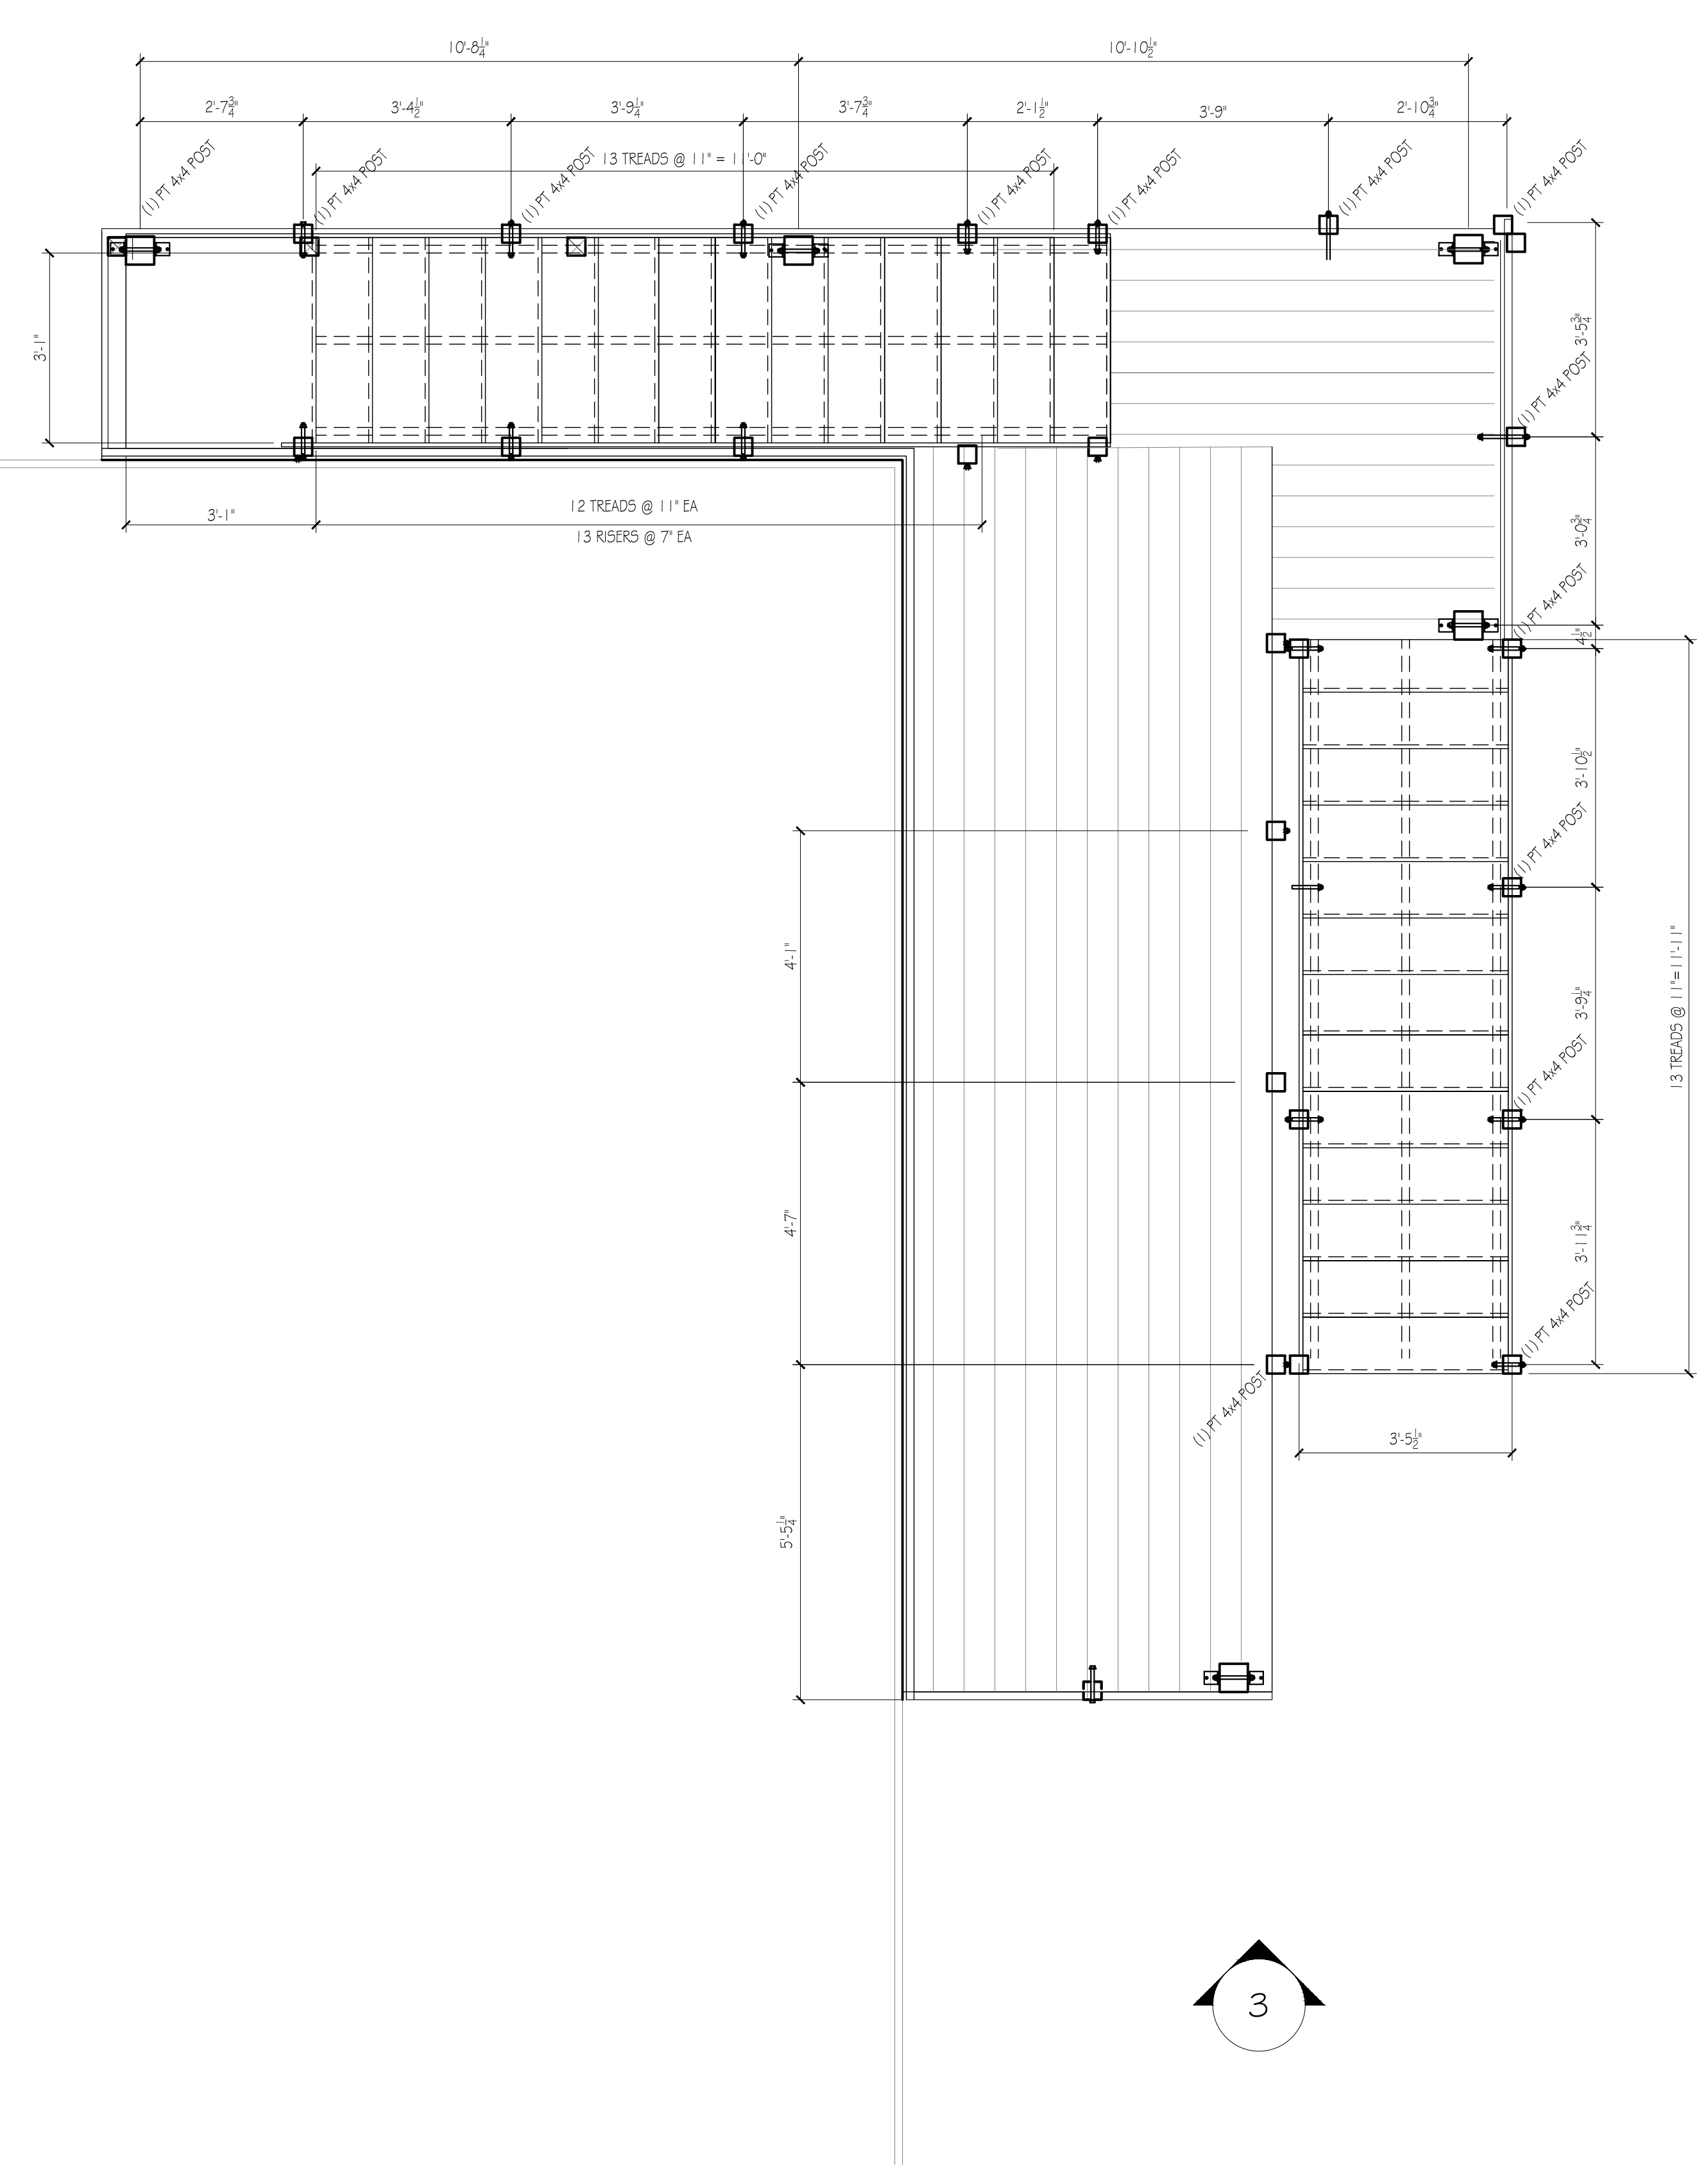 10'-8 1/4"
10'-10 1/2"
2'-7 3/4"
3'-4 1/2"
3'-9 1/4"
3'-7 3/4"
2'-1 1/2"
3'-9"
2'-10 3/4"
(1) PT 4x4 POST
(1) PT 4x4 POST
(1) PT 4x4 POST
(1) PT 4x4 POST
(1) PT 4x4 POST
(1) PT 4x4 POST
(1) PT 4x4 POST
(1) PT 4x4 POST
13 TREADS @ 11" = 11'-0"
3'-1"
3'-5 3/4"
(1) PT 4x4 POST
3'-1"
12 TREADS @ 11" EA
13 RISERS @ 7" EA
3'-0 3/4"
(1) PT 4x4 POST
4 1/2"
3'-10 1/2"
(1) PT 4x4 POST
4'-1"
3'-9 1/4"
13 TREADS @ 11"=11'-11"
(1) PT 4x4 POST
4'-7"
3'-11 3/4"
(1) PT 4x4 POST
(1) PT 4x4 POST
3'-5 1/2"
5'-5 1/4"
3